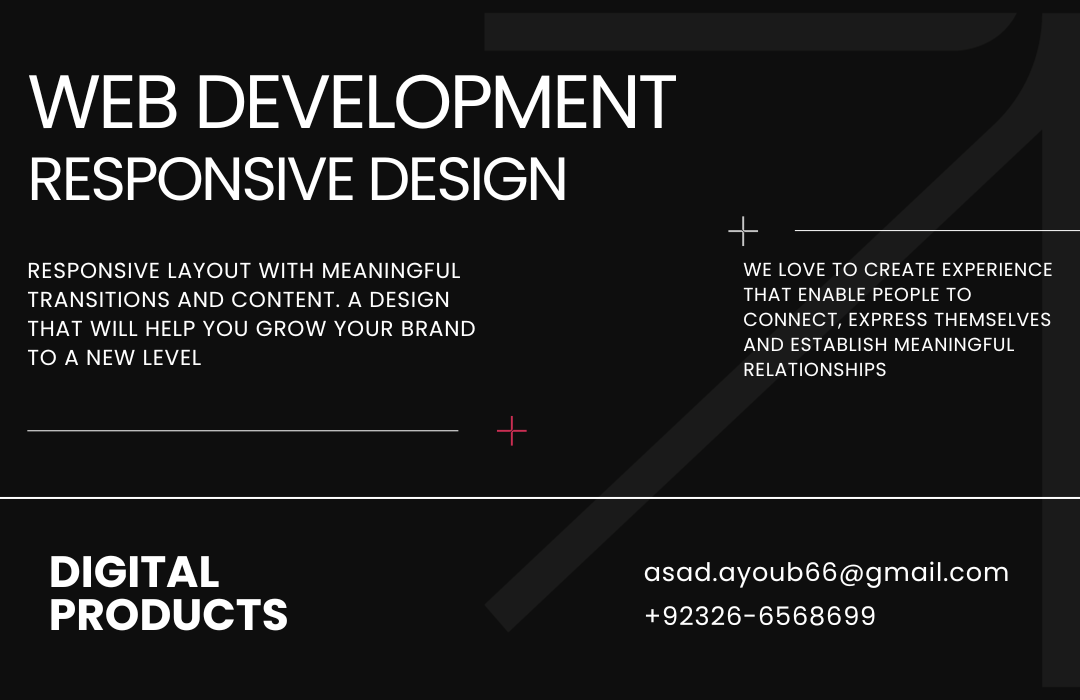 WEB DEVELOPMENT
RESPONSIVE DESIGN
RESPONSIVE LAYOUT WITH MEANINGFUL
TRANSITIONS AND CONTENT. A DESIGN
THAT WILL HELP YOU GROW YOUR BRAND
TO A NEW LEVEL
WE LOVE TO CREATE EXPERIENCE
THAT ENABLE PEOPLE TO
CONNECT, EXPRESS THEMSELVES
AND ESTABLISH MEANINGFUL
RELATIONSHIPS
DIGITAL
PRODUCTS
asad.ayoub66@gmail.com
+92326-6568699